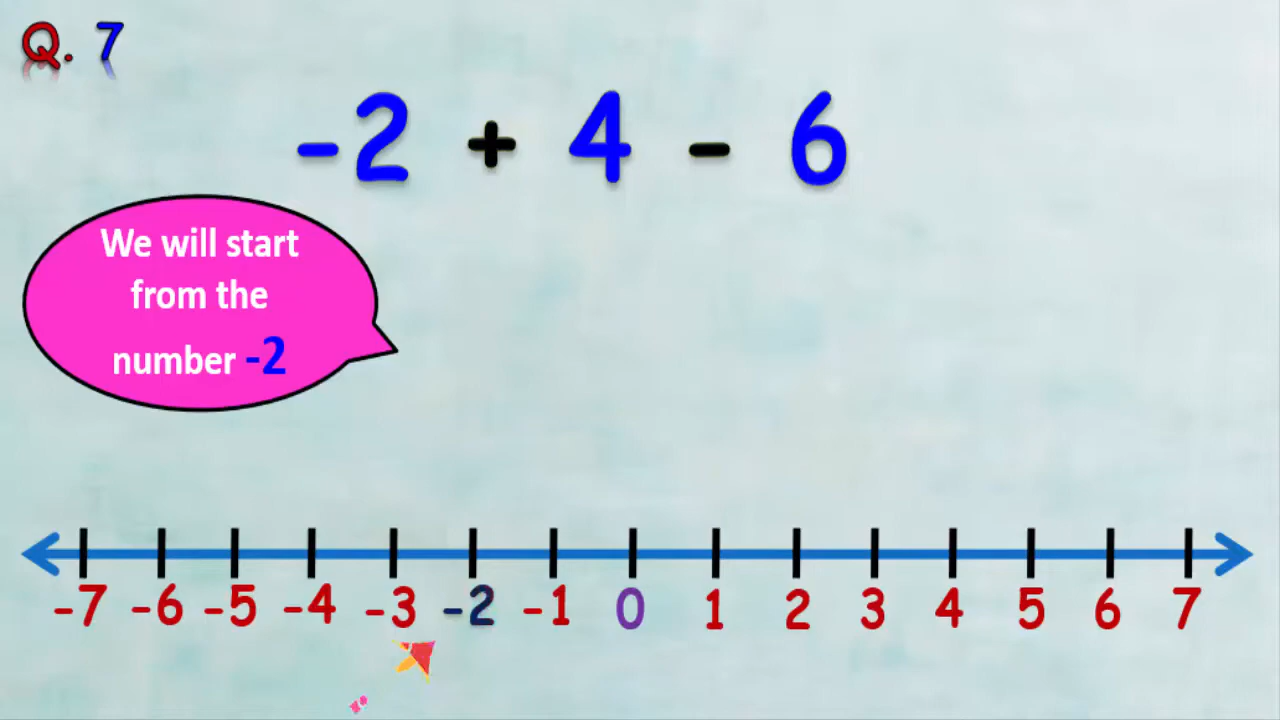 Q. 7
-2 + 4 - 6
We will start
from the
number -2
-7 -6 -5 -4 -3 -2 -1 0 1 2 3 4 5 6 7